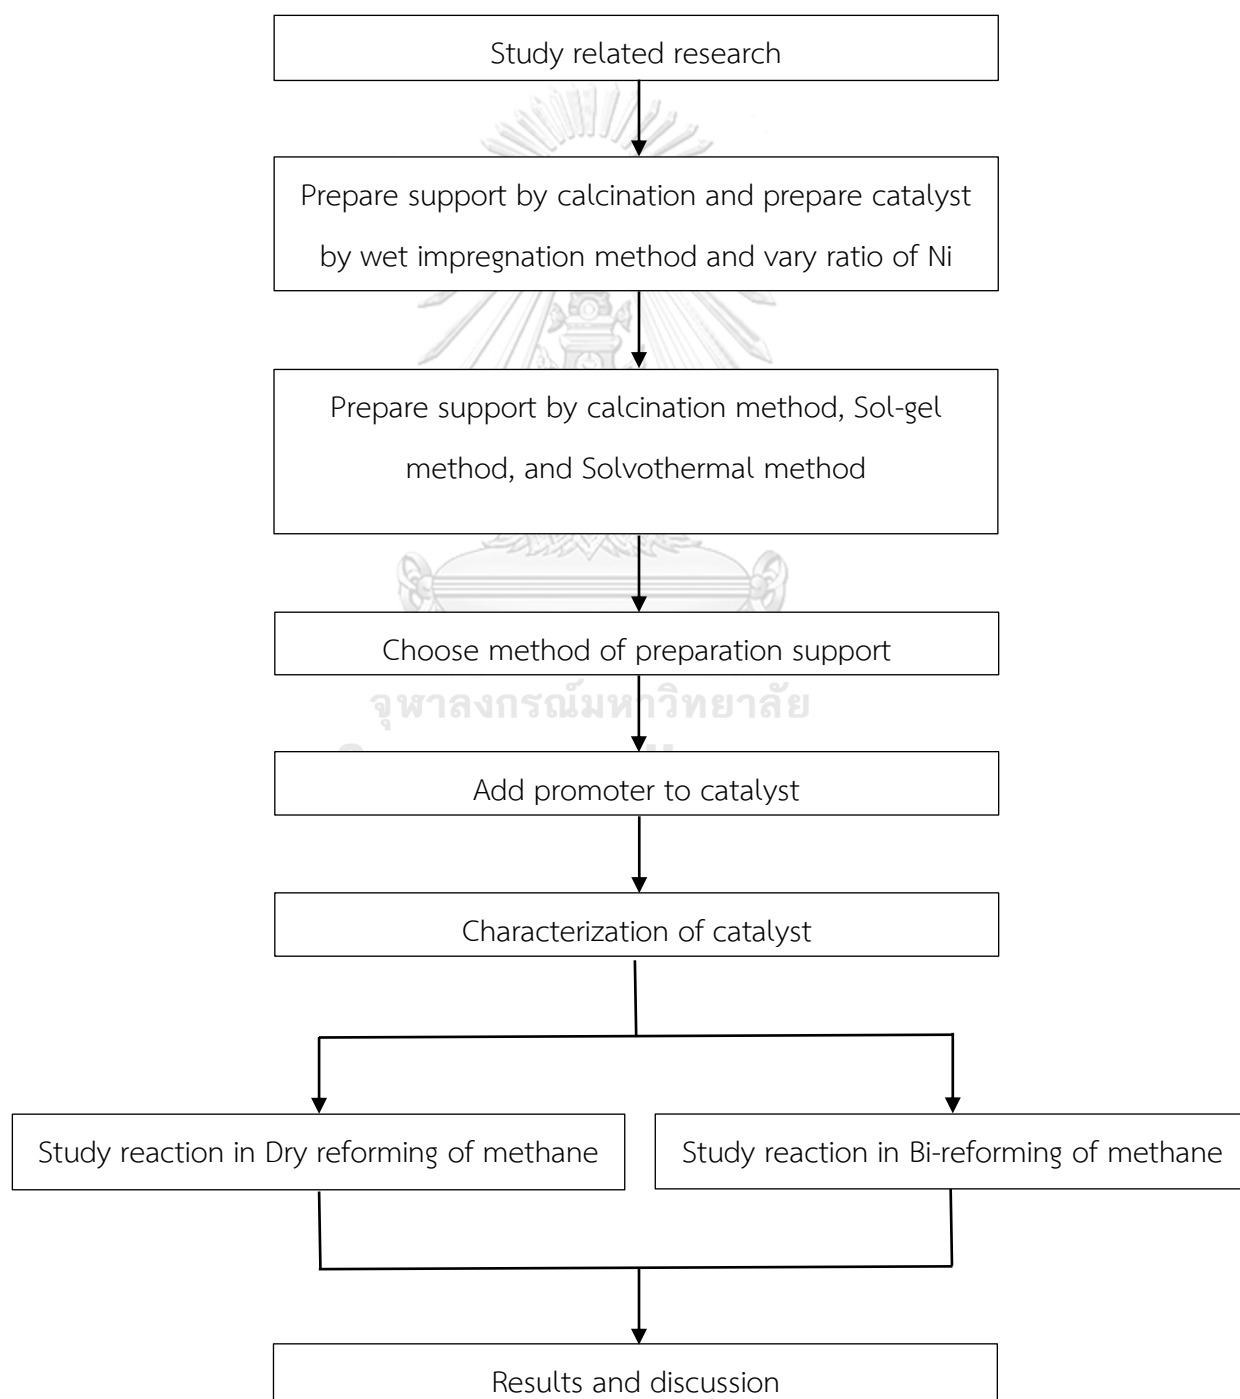 Study related research
Prepare support by calcination and prepare catalyst
by wet impregnation method and vary ratio of Ni
Prepare support by calcination method, Sol-gel
method, and Solvothermal method
Choose method of preparation support
จุฬาลงกรณ์มหาวิทยาลัย
Add promoter to catalyst
Characterization of catalyst
Study reaction in Dry reforming of methane
Study reaction in Bi-reforming of methane
Results and discussion